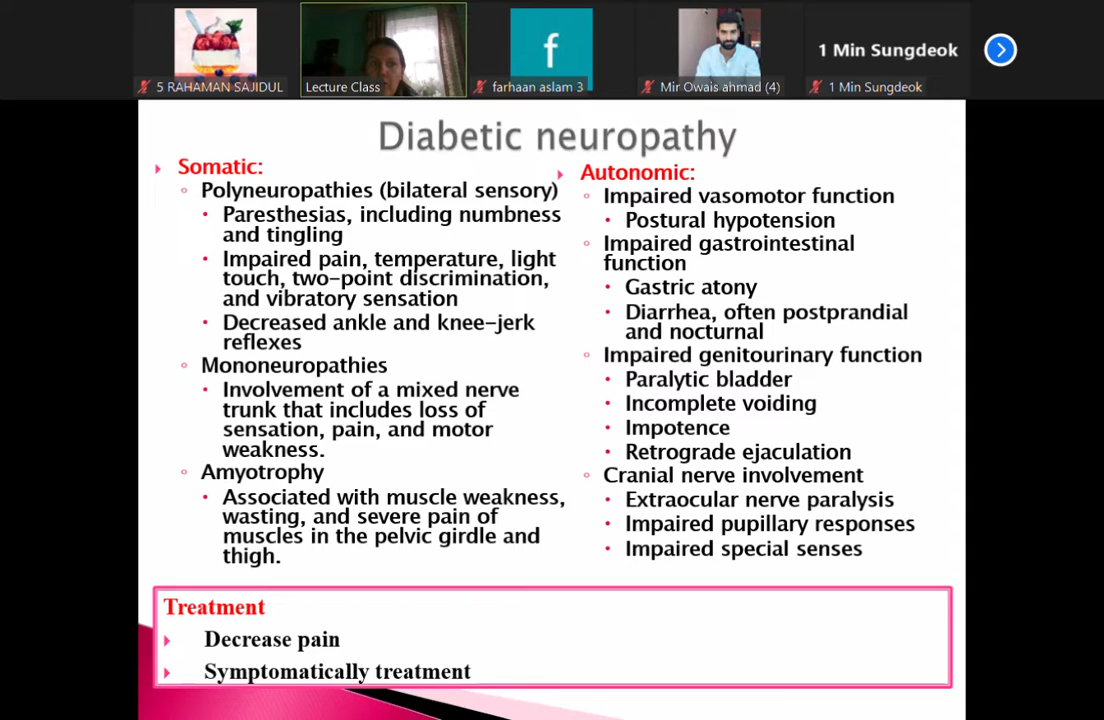 5 RAHAMAN SAJIDUL
Lecture Class
f
farhaan aslam 3
Mir Owais ahmad (4)
1 Min Sungdeok
1 Min Sungdeok
Diabetic neuropathy
Somatic:
Polyneuropathies (bilateral sensory)
Paresthesias, including numbness
and tingling
Impaired pain, temperature, light
touch, two-point discrimination,
and vibratory sensation
Decreased ankle and knee-jerk
reflexes
Mononeuropathies
Involvement of a mixed nerve
trunk that includes loss of
sensation, pain, and motor
weakness.
Amyotrophy
Associated with muscle weakness,
wasting, and severe pain of
muscles in the pelvic girdle and
thigh.
Autonomic:
Impaired vasomotor function
Postural hypotension
Impaired gastrointestinal
function
Gastric atony
Diarrhea, often postprandial
and nocturnal
Impaired genitourinary function
Paralytic bladder
Incomplete voiding
Impotence
Retrograde ejaculation
Cranial nerve involvement
Extraocular nerve paralysis
Impaired pupillary responses
Impaired special senses
Treatment
Decrease pain
Symptomatically treatment